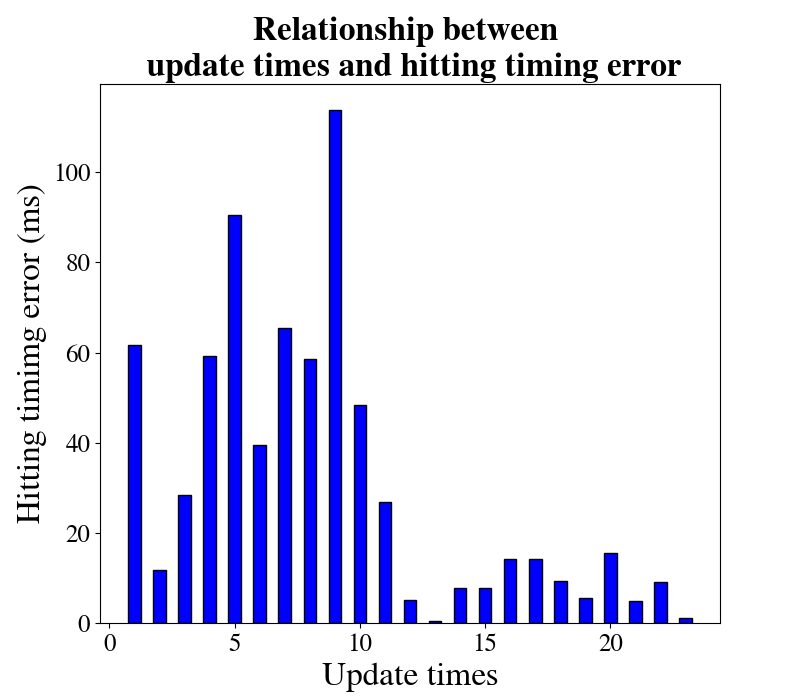 Relationship between
update times and hitting timing error
Hitting timimg error (ms)
100
80
60
40
20
0
0 5 10 15 20
Update times